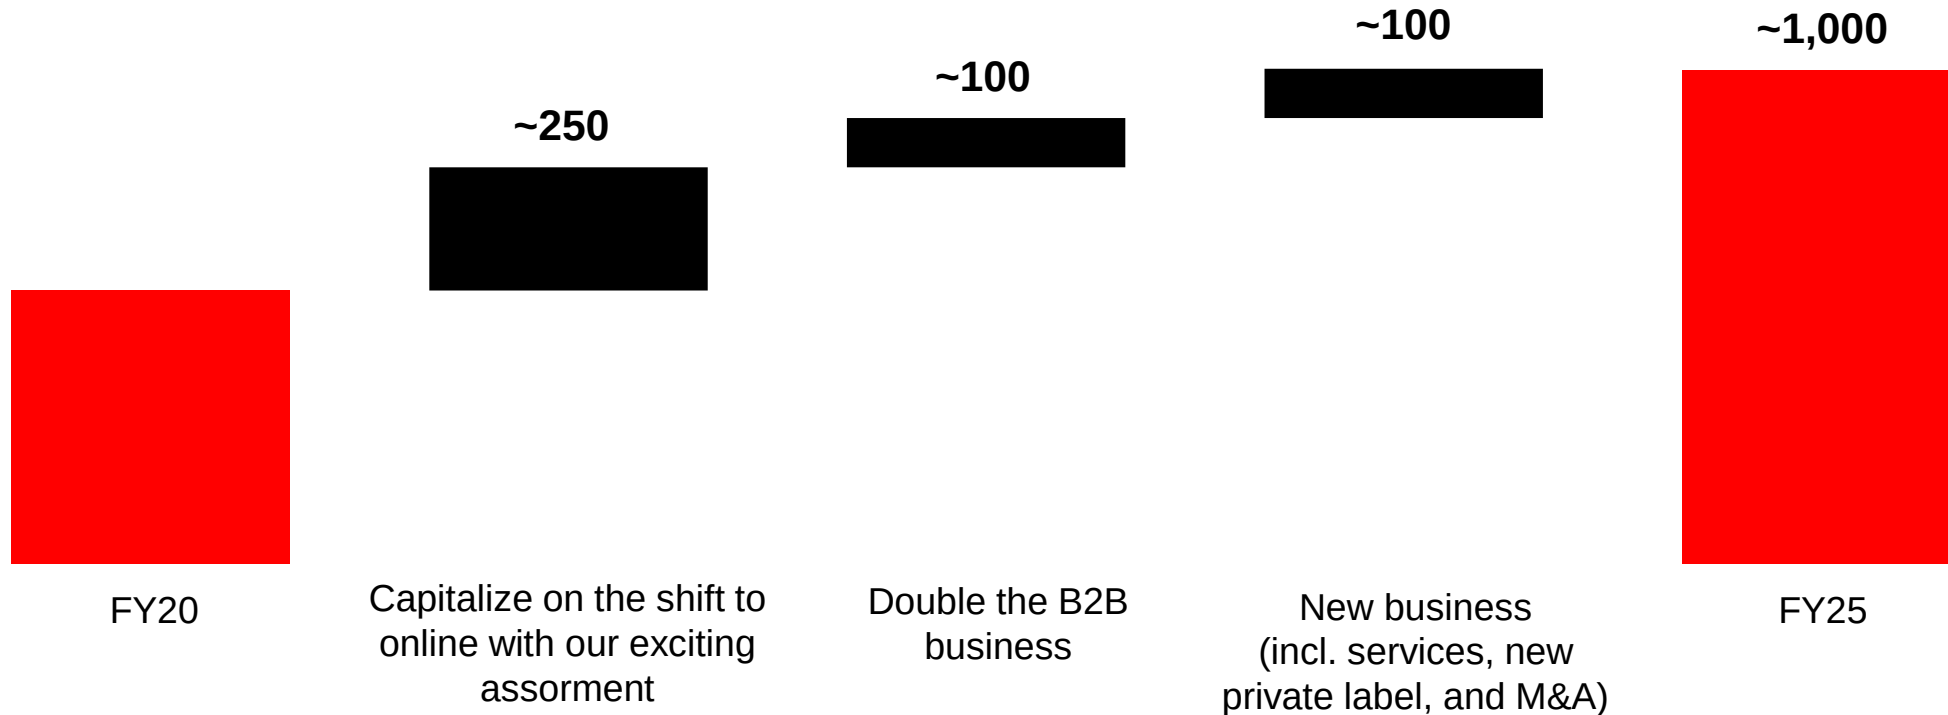 ~250
~100
~100
~1,000
FY20
Capitalize on the shift to
online with our exciting
assorment
Double the B2B
business
New business
(incl. services, new
private label, and M&A)
FY25